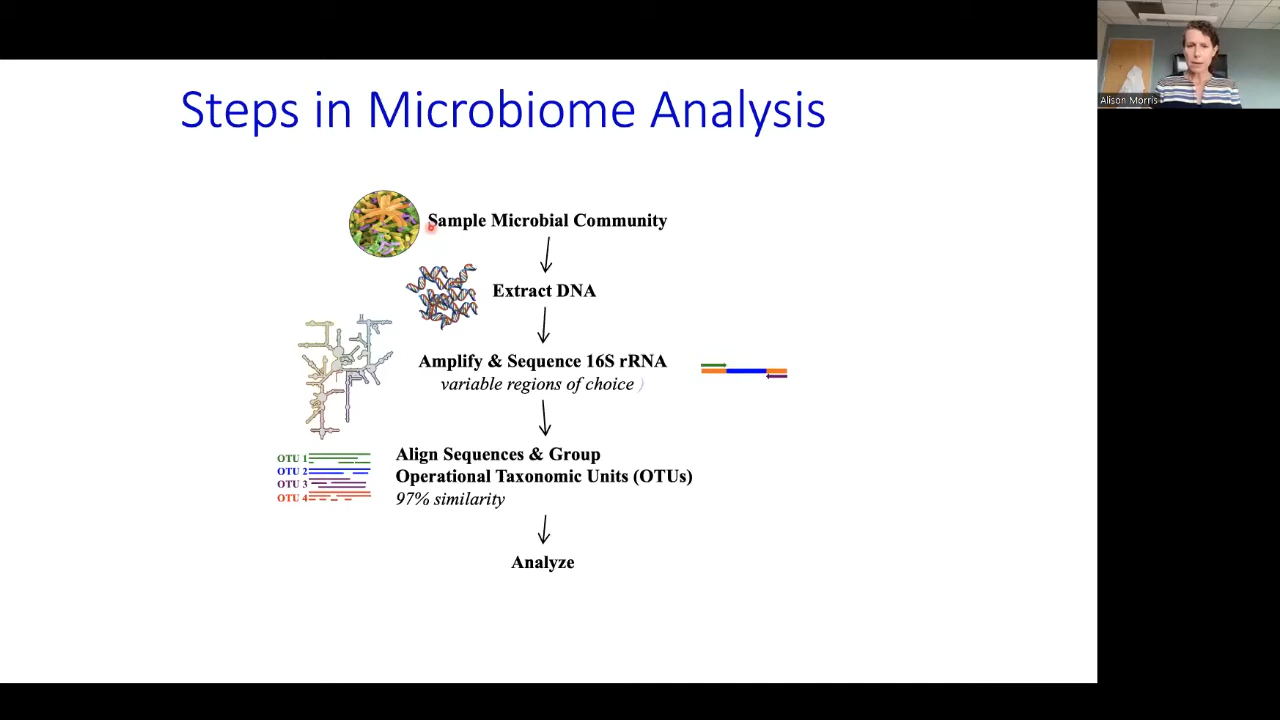 Steps in Microbiome Analysis
Alison Morris
Sample Microbial Community
Extract DNA
Amplify & Sequence 16S rRNA
variable regions of choice )
OTU 1
OTU 2
OTU 3
OTU 4
Align Sequences & Group
Operational Taxonomic Units (OTUs)
97% similarity
Analyze